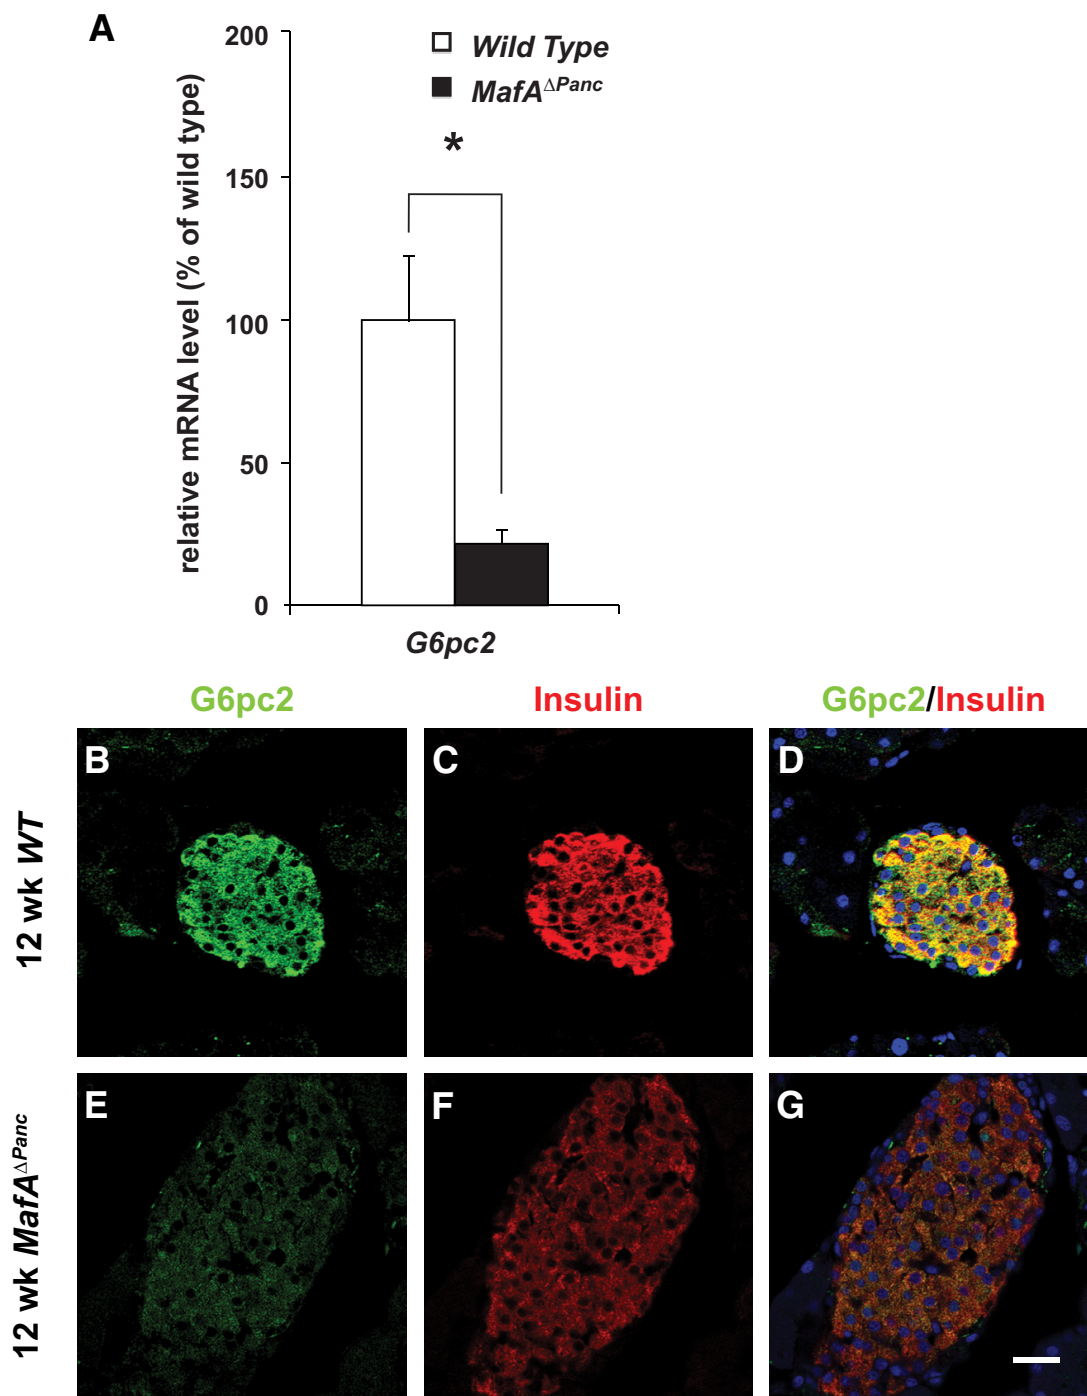 A
200
150
100
50
0
relative mRNA level (% of wild type)
Wild Type
MafA^ΔPanc
*
G6pc2
G6pc2
Insulin
G6pc2/Insulin
12 wk WT
B
C
D
12 wk MafA^ΔPanc
E
F
G